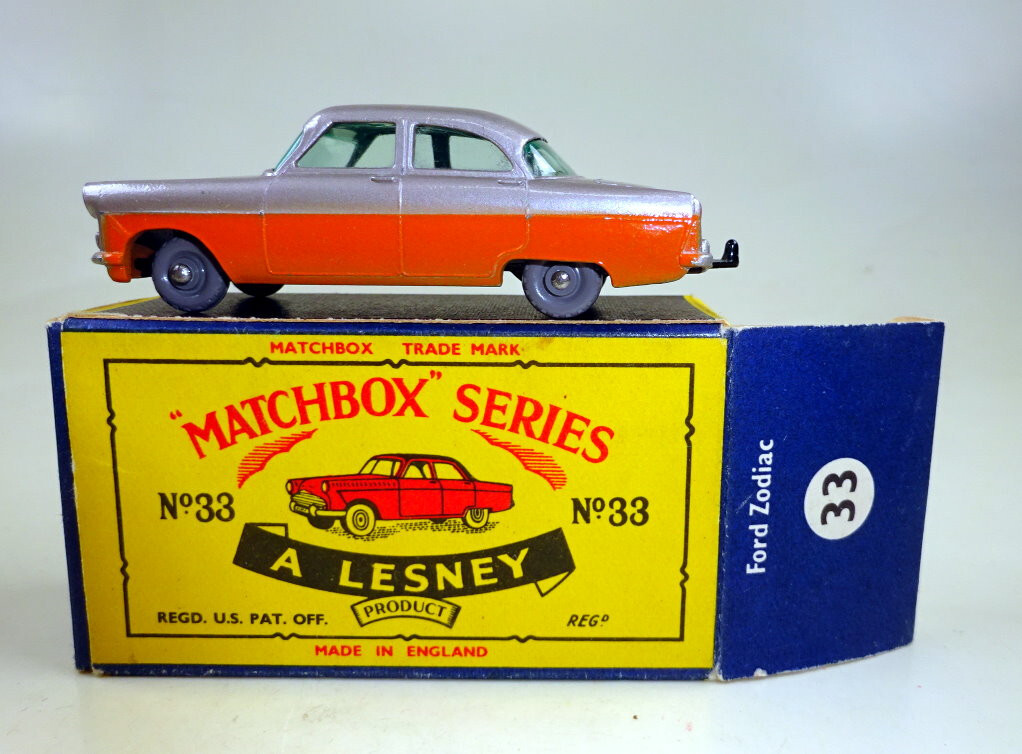 MATCHBOX TRADE MARK
"MATCHBOX" SERIES
Nº33 Nº33
A LESNEY
PRODUCT
REGD. U.S. PAT. OFF. REGD
MADE IN ENGLAND
Ford Zodiac
33